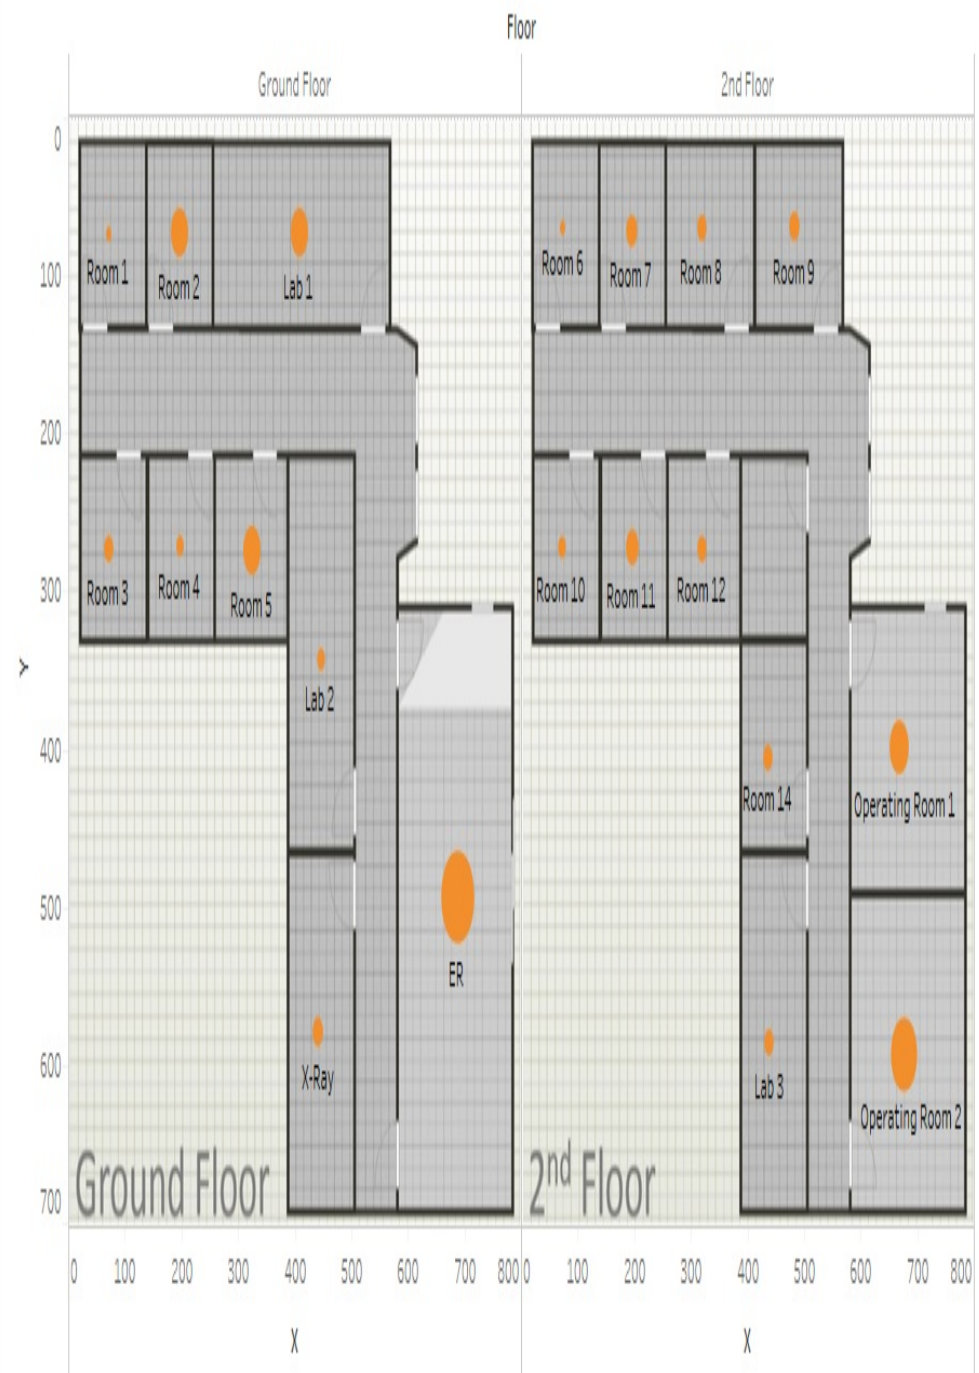 Floor
Ground Floor
2nd Floor
0
100
200
300
400
500
600
700
Y
Room 1
Room 2
Lab 1
Room 3
Room 4
Room 5
Lab 2
X-Ray
ER
Ground Floor
Room 6
Room 7
Room 8
Room 9
Room 10
Room 11
Room 12
Room 14
Operating Room 1
Lab 3
Operating Room 2
2nd Floor
0 100 200 300 400 500 600 700 800
0 100 200 300 400 500 600 700 800
X
X